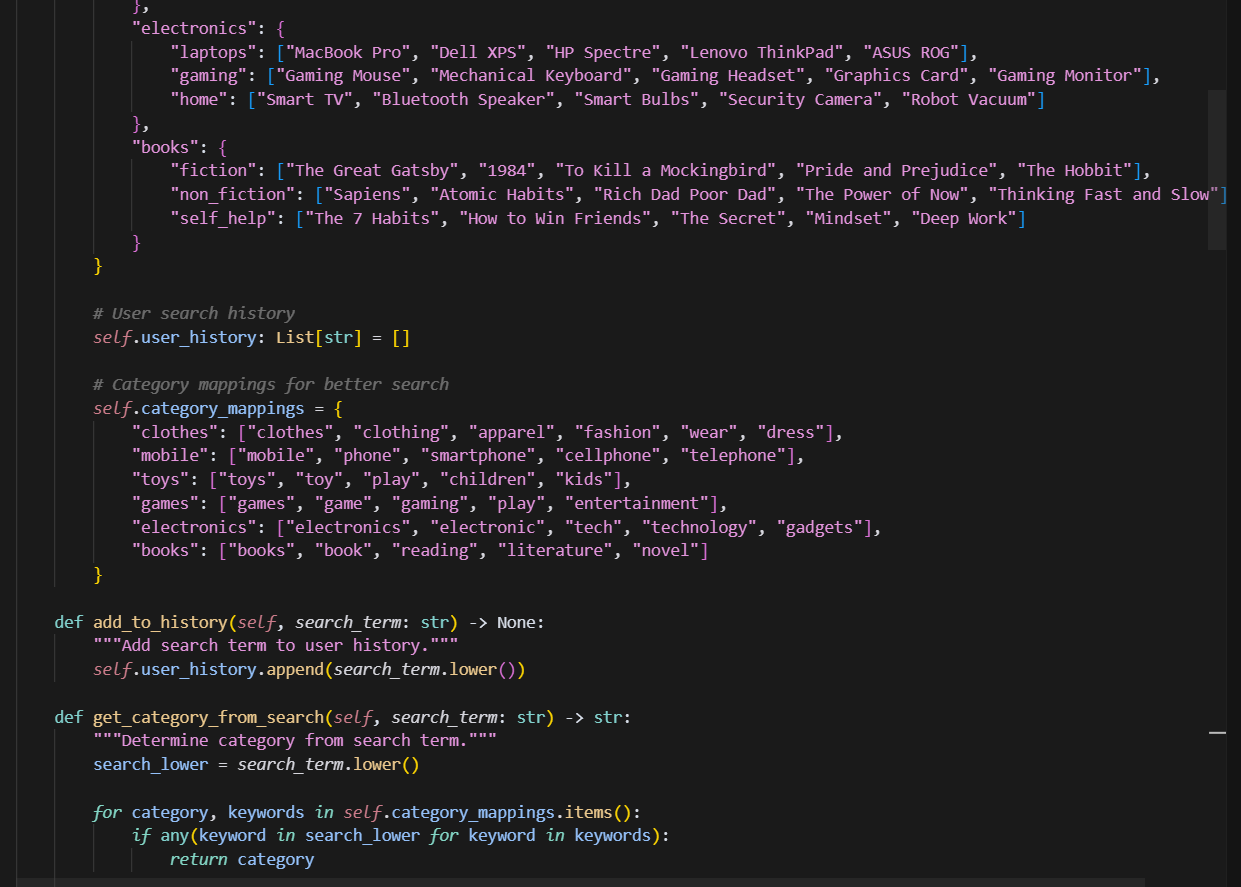 },
"electronics": {
"laptops": ["MacBook Pro", "Dell XPS", "HP Spectre", "Lenovo ThinkPad", "ASUS ROG"],
"gaming": ["Gaming Mouse", "Mechanical Keyboard", "Gaming Headset", "Graphics Card", "Gaming Monitor"],
"home": ["Smart TV", "Bluetooth Speaker", "Smart Bulbs", "Security Camera", "Robot Vacuum"]
},
"books": {
"fiction": ["The Great Gatsby", "1984", "To Kill a Mockingbird", "Pride and Prejudice", "The Hobbit"],
"non_fiction": ["Sapiens", "Atomic Habits", "Rich Dad Poor Dad", "The Power of Now", "Thinking Fast and Slow"]
"self_help": ["The 7 Habits", "How to Win Friends", "The Secret", "Mindset", "Deep Work"]
}
}
# User search history
self.user_history: List[str] = []
# Category mappings for better search
self.category_mappings = {
"clothes": ["clothes", "clothing", "apparel", "fashion", "wear", "dress"],
"mobile": ["mobile", "phone", "smartphone", "cellphone", "telephone"],
"toys": ["toys", "toy", "play", "children", "kids"],
"games": ["games", "game", "gaming", "play", "entertainment"],
"electronics": ["electronics", "electronic", "tech", "technology", "gadgets"],
"books": ["books", "book", "reading", "literature", "novel"]
}
def add_to_history(self, search_term: str) -> None:
"""Add search term to user history."""
self.user_history.append(search_term.lower())
def get_category_from_search(self, search_term: str) -> str:
"""Determine category from search term."""
search_lower = search_term.lower()
for category, keywords in self.category_mappings.items():
if any(keyword in search_lower for keyword in keywords):
return category